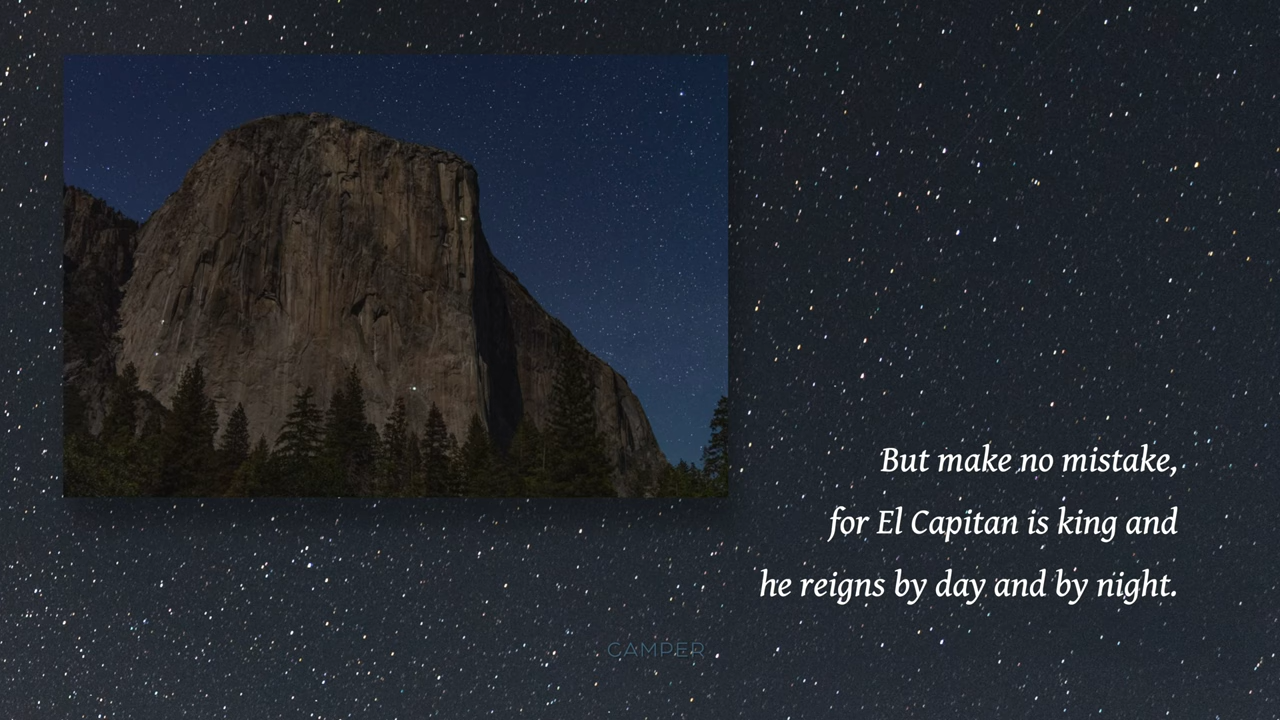 But make no mistake,
for El Capitan is king and
he reigns by day and by night.
CAMPER